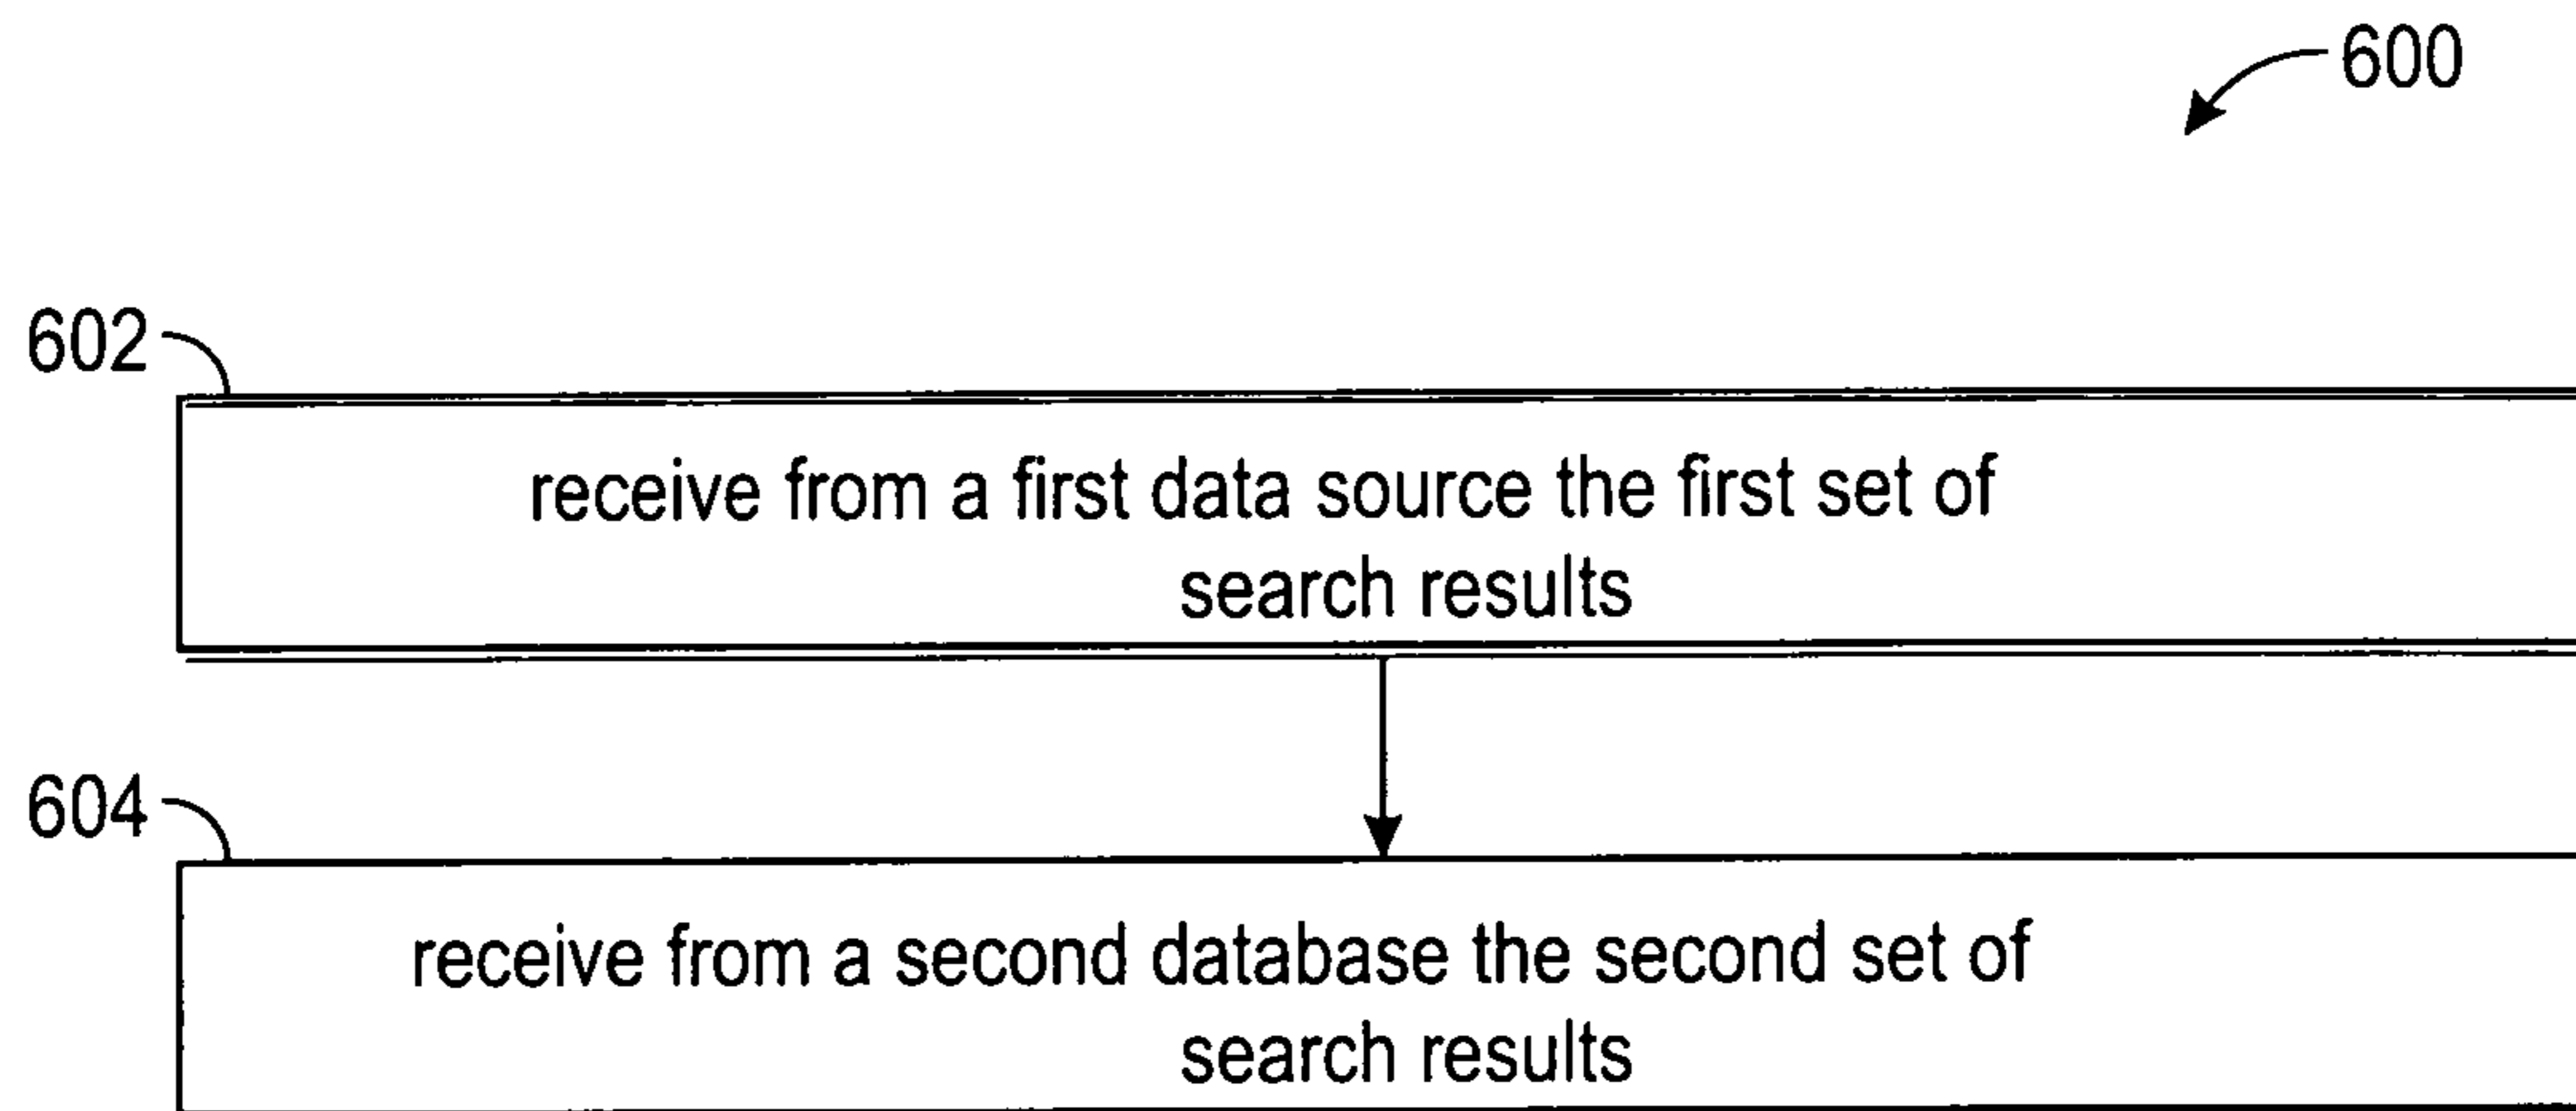 600
602
receive from a first data source the first set of
search results
604
receive from a second database the second set of
search results